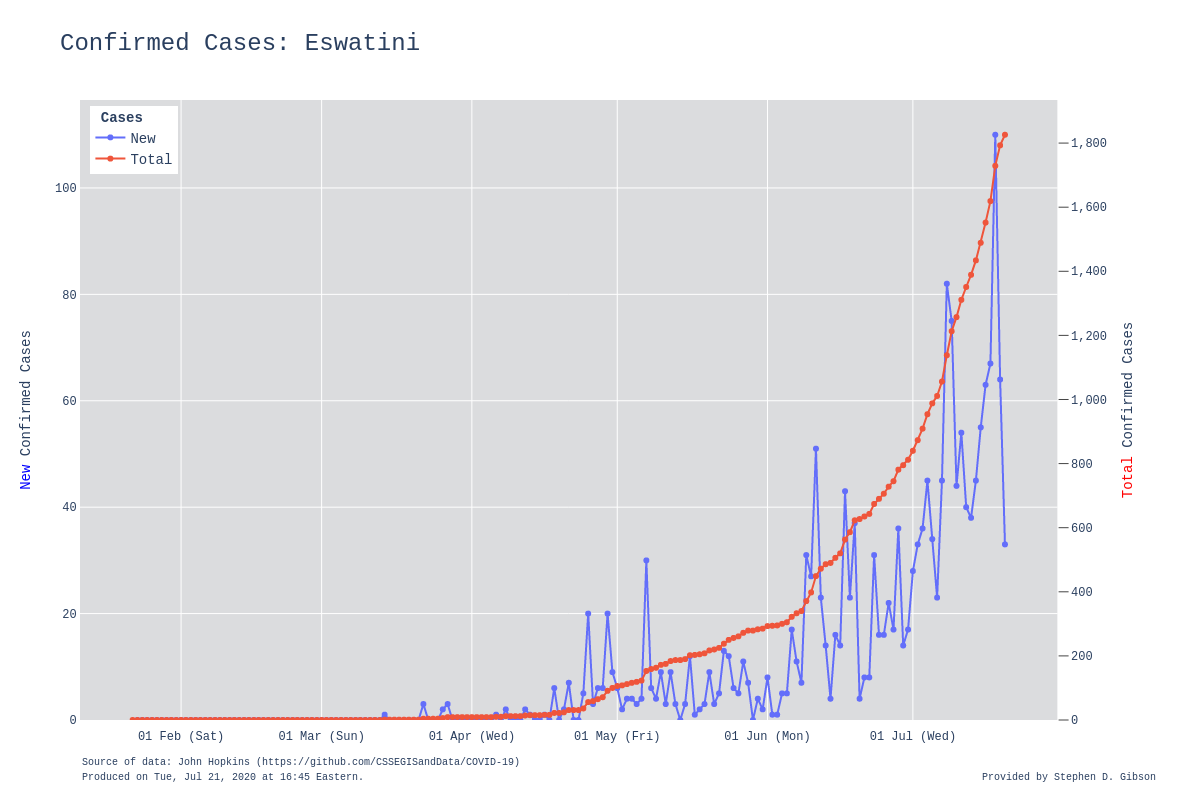 Confirmed Cases: Eswatini
Cases
New
Total
100
80
60
40
20
0
1,800
1,600
1,400
1,200
1,000
800
600
400
200
0
New Confirmed Cases
Total Confirmed Cases
01 Feb (Sat)
01 Mar (Sun)
01 Apr (Wed)
01 May (Fri)
01 Jun (Mon)
01 Jul (Wed)
Source of data: John Hopkins (https://github.com/CSSEGISandData/COVID-19)
Produced on Tue, Jul 21, 2020 at 16:45 Eastern.
Provided by Stephen D. Gibson